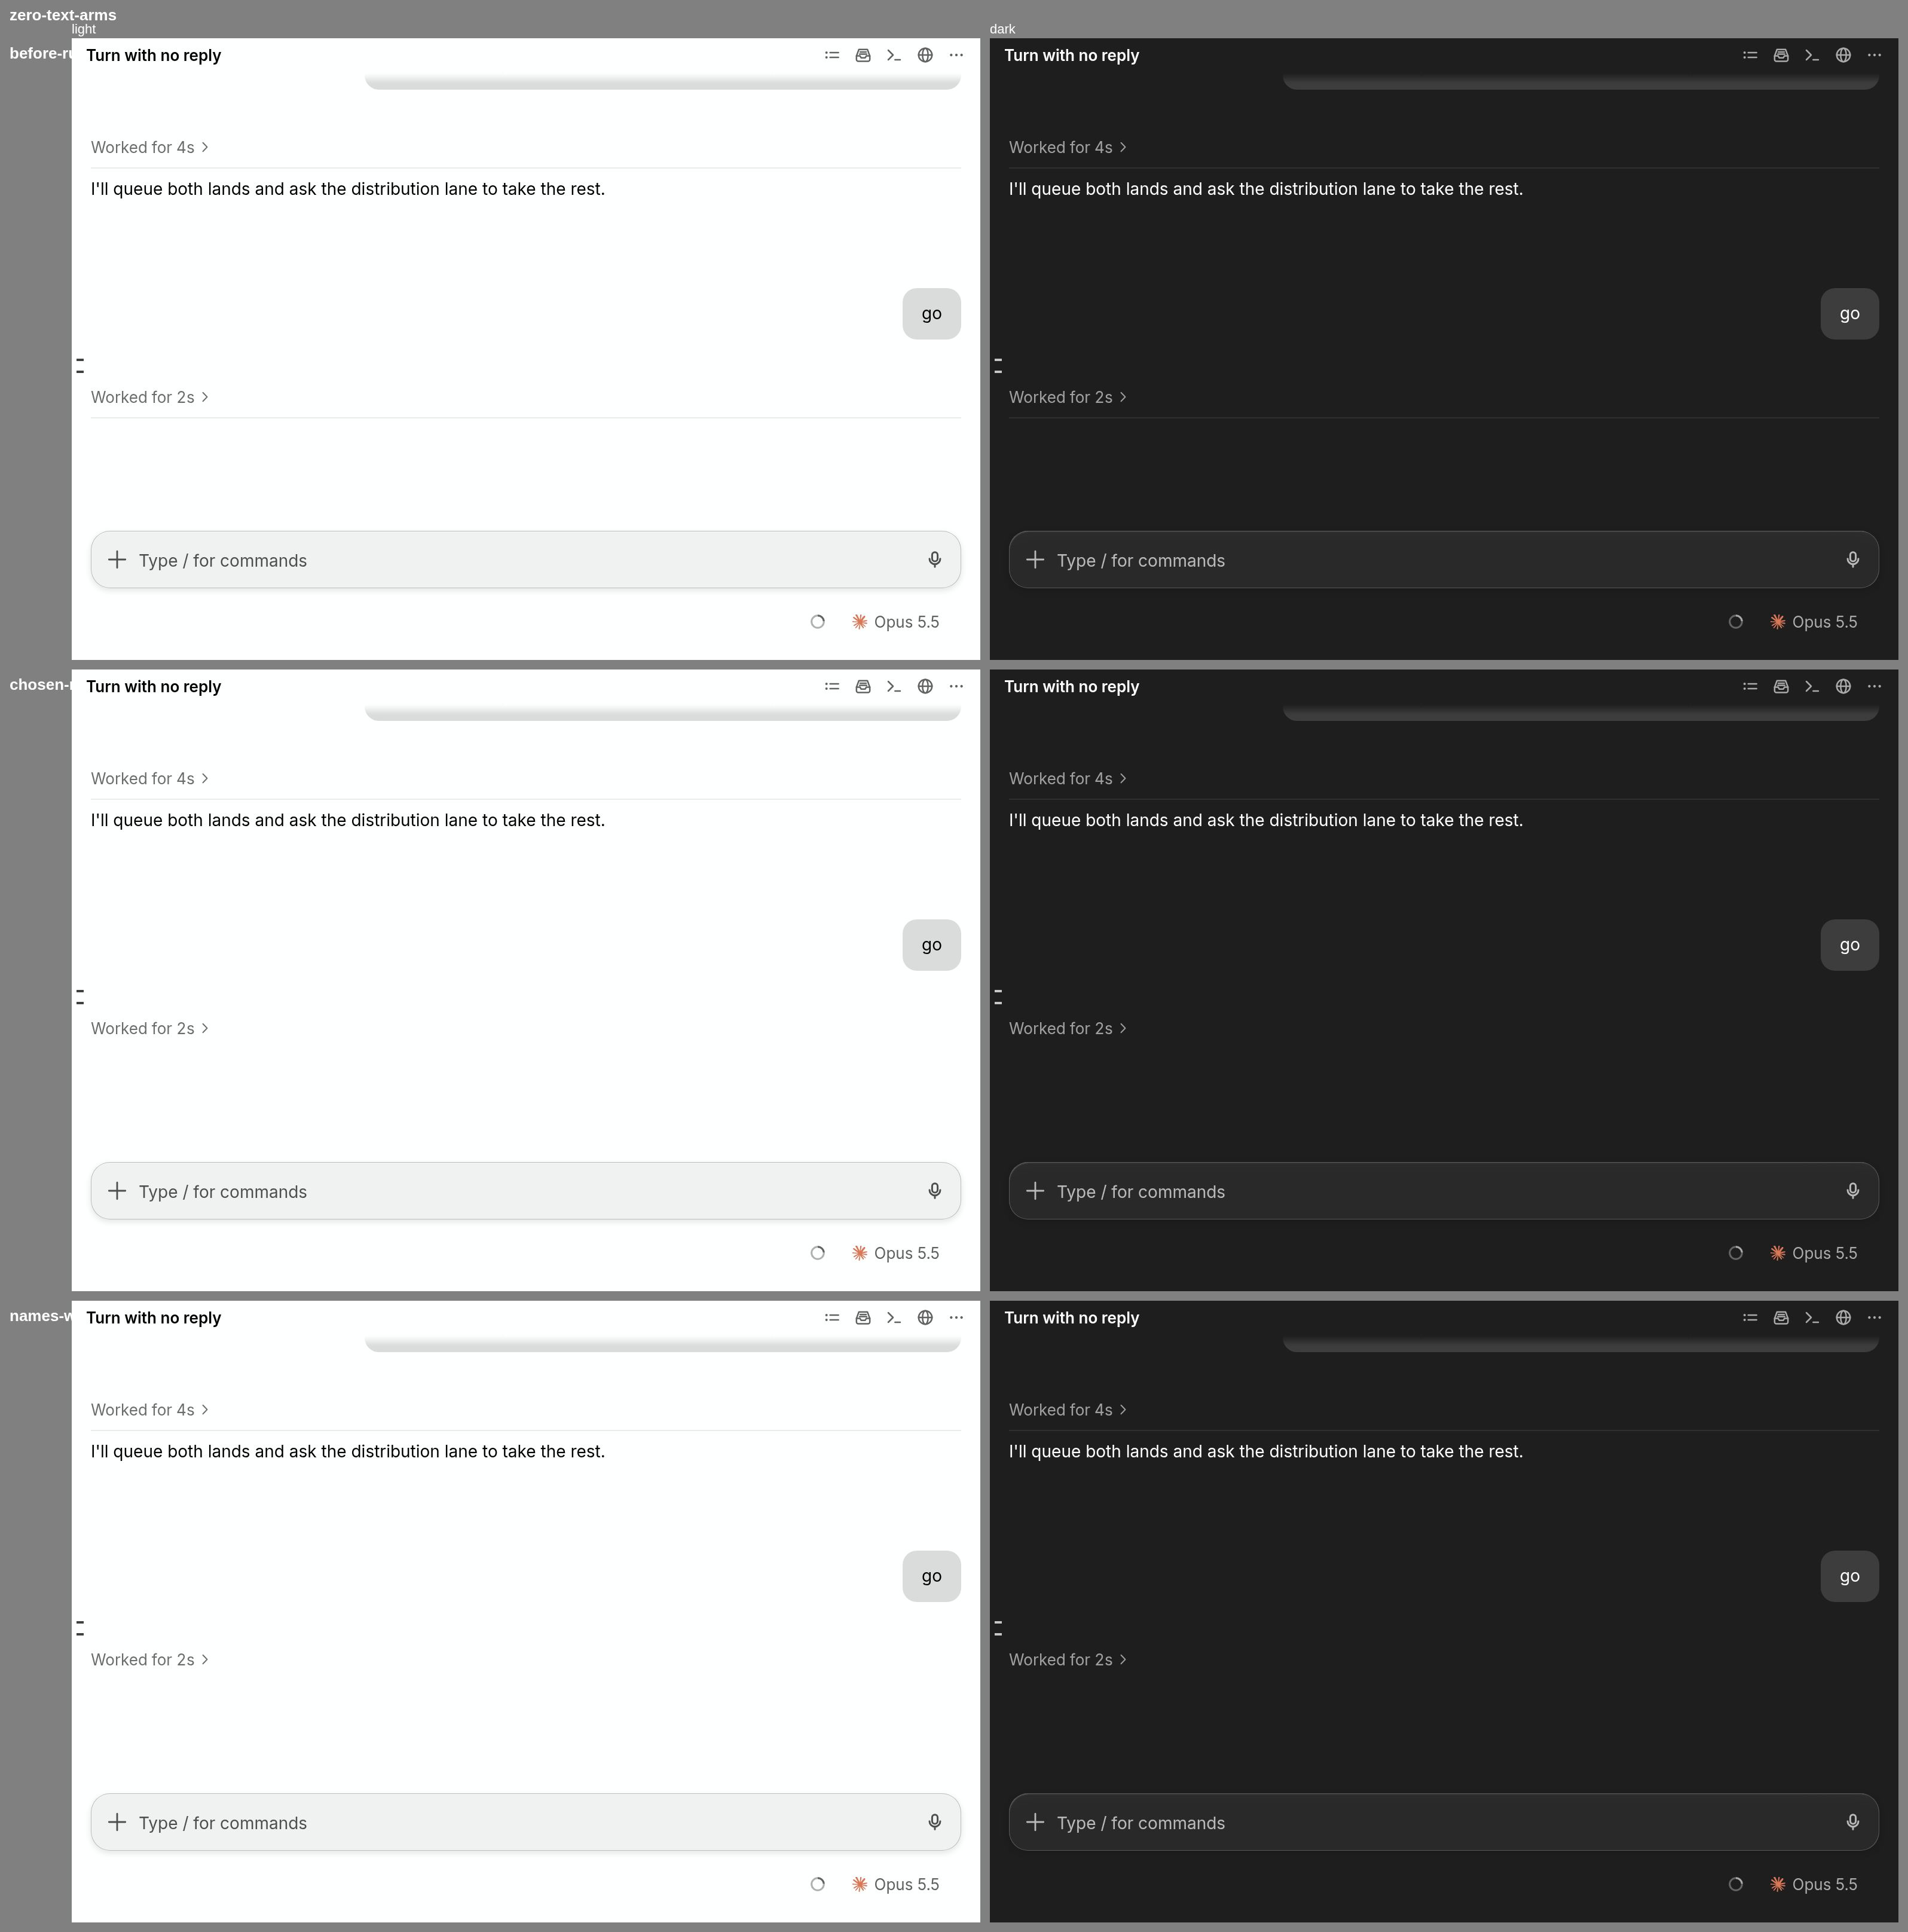 zero-text-arms
light
dark
before-ru
Turn with no reply
Worked for 4s
I'll queue both lands and ask the distribution lane to take the rest.
go
Worked for 2s
Type / for commands
Opus 5.5
Turn with no reply
Worked for 4s
I'll queue both lands and ask the distribution lane to take the rest.
go
Worked for 2s
Type / for commands
Opus 5.5
chosen-r
Turn with no reply
Worked for 4s
I'll queue both lands and ask the distribution lane to take the rest.
go
Worked for 2s
Type / for commands
Opus 5.5
Turn with no reply
Worked for 4s
I'll queue both lands and ask the distribution lane to take the rest.
go
Worked for 2s
Type / for commands
Opus 5.5
names-w
Turn with no reply
Worked for 4s
I'll queue both lands and ask the distribution lane to take the rest.
go
Worked for 2s
Type / for commands
Opus 5.5
Turn with no reply
Worked for 4s
I'll queue both lands and ask the distribution lane to take the rest.
go
Worked for 2s
Type / for commands
Opus 5.5